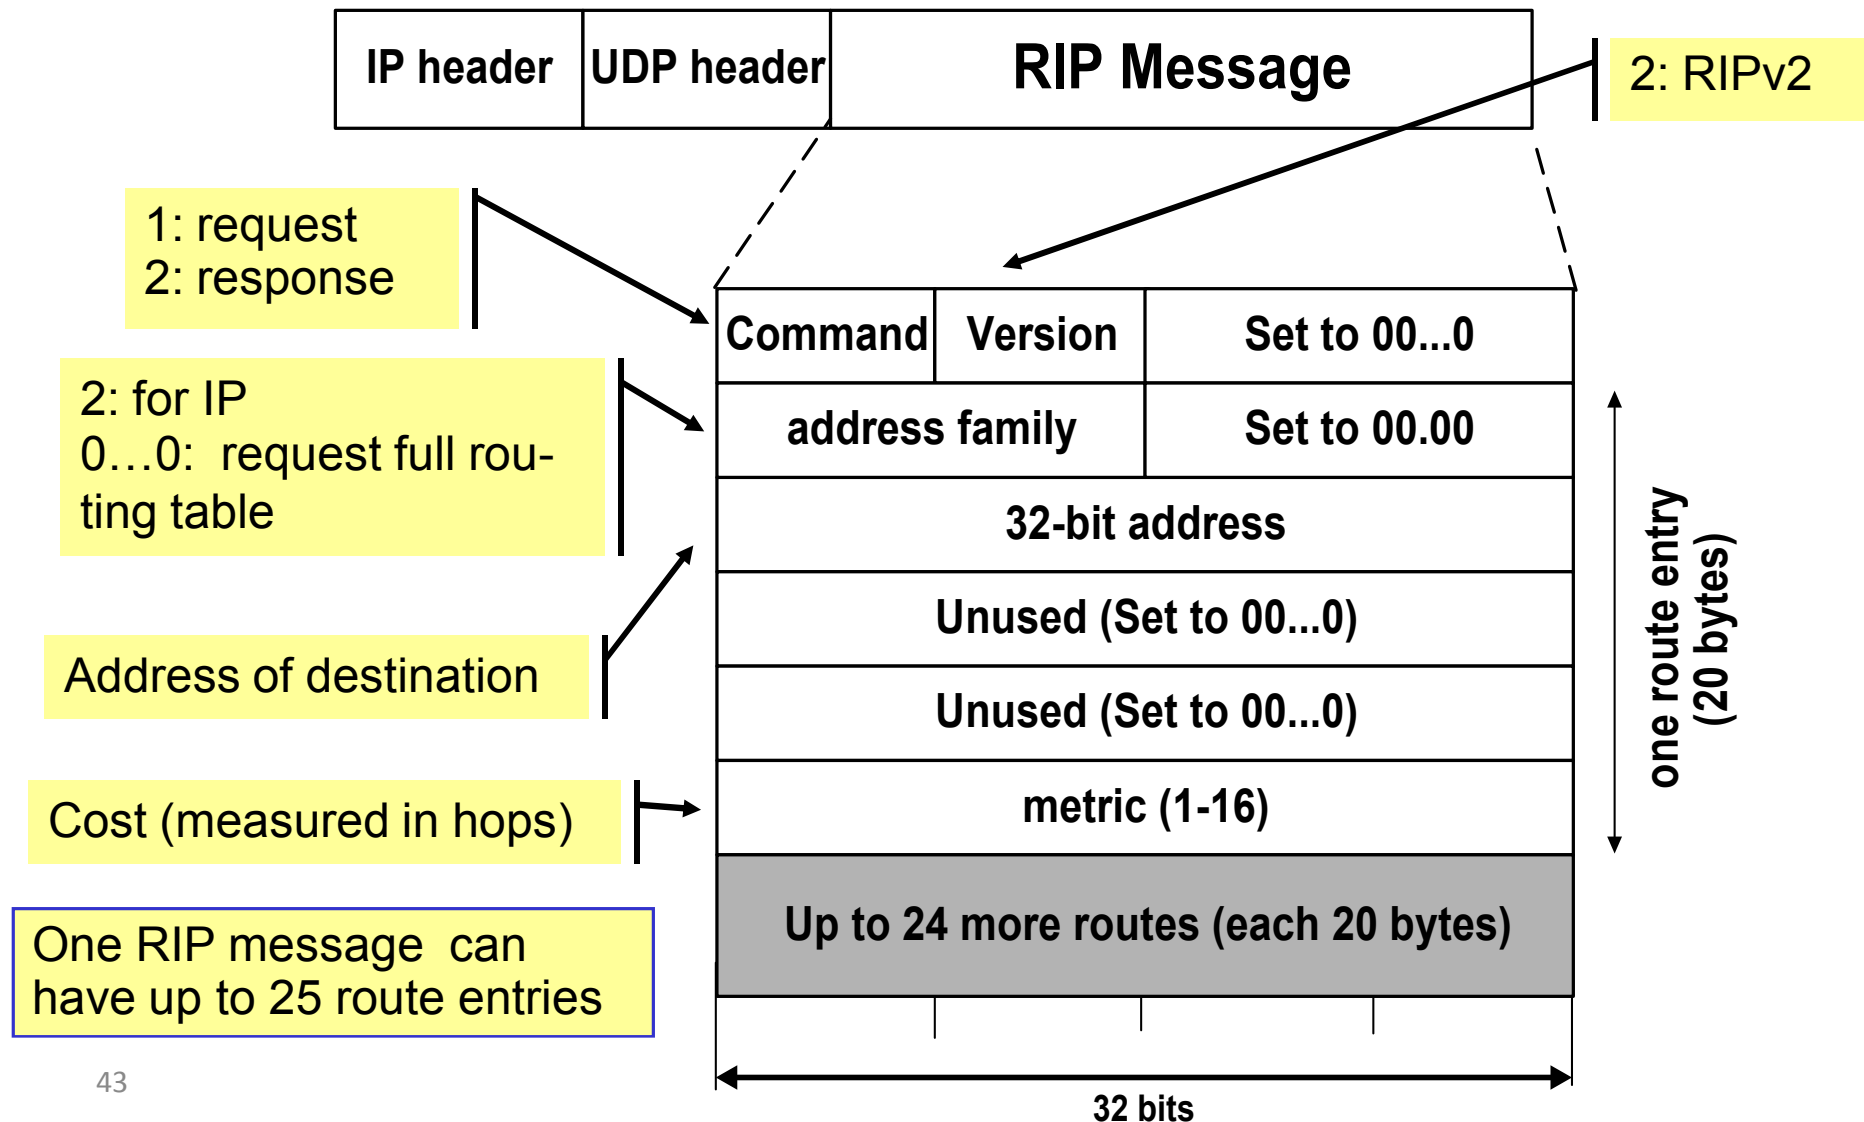 IP header UDP header RIP Message
2: RIPv2
1: request
2: response
Command Version Set to 00...0
2: for IP
0…0: request full rou-
ting table
address family Set to 00.00
32-bit address
Unused (Set to 00...0)
Address of destination
Unused (Set to 00...0)
one route entry
(20 bytes)
Cost (measured in hops)
metric (1-16)
Up to 24 more routes (each 20 bytes)
One RIP message can
have up to 25 route entries
32 bits
43